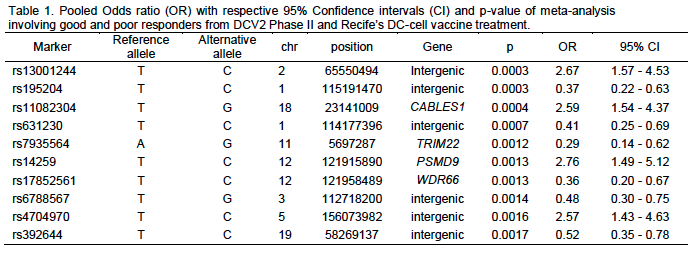 Table 1. Pooled Odds ratio (OR) with respective 95% Confidence intervals (CI) and p-value of meta-analysis
involving good and poor responders from DCV2 Phase II and Recife's DC-cell vaccine treatment.
Marker Reference allele Alternative allele chr position Gene p OR 95% CI
rs13001244 T C 2 65550494 Intergenic 0.0003 2.67 1.57 - 4.53
rs195204 T C 1 115191470 intergenic 0.0003 0.37 0.22 - 0.63
rs11082304 T G 18 23141009 CABLES1 0.0004 2.59 1.54 - 4.37
rs631230 T C 1 114177396 intergenic 0.0007 0.41 0.25 - 0.69
rs7935564 A G 11 5697287 TRIM22 0.0012 0.29 0.14 - 0.62
rs14259 T C 12 121915890 PSMD9 0.0013 2.76 1.49 - 5.12
rs17852561 T C 12 121958489 WDR66 0.0013 0.36 0.20 - 0.67
rs6788567 T G 3 112718200 intergenic 0.0014 0.48 0.30 - 0.75
rs4704970 T C 5 156073982 intergenic 0.0016 2.57 1.43 - 4.63
rs392644 T C 19 58269137 intergenic 0.0017 0.52 0.35 - 0.78